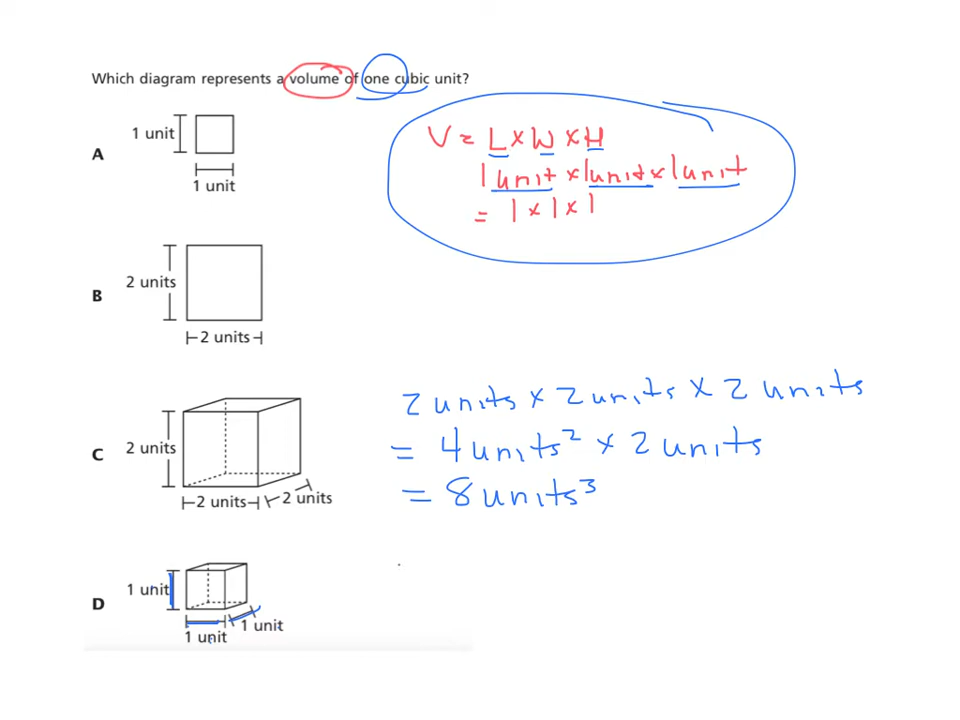 Which diagram represents a volume of one cubic unit?
V = L x W x H
1 unit x 1 unit x 1 unit
= 1 x 1 x 1
A
1 unit
1 unit
B
2 units
2 units
C
2 units
2 units
2 units
2 units x 2 units x 2 units
= 4 units² x 2 units
= 8 units³
D
1 unit
1 unit
1 unit